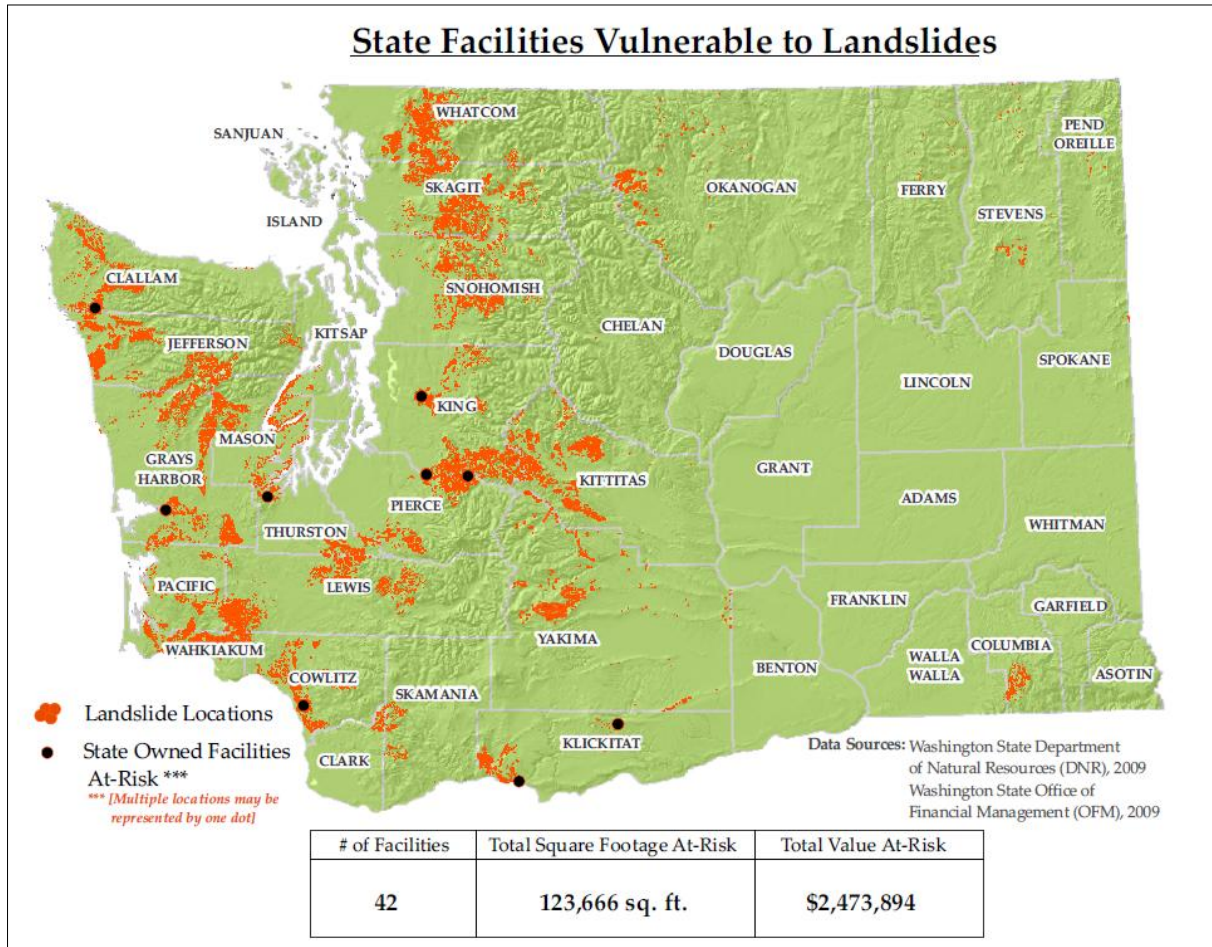 State Facilities Vulnerable to Landslides
WHATCOM
SANJUAN
PEND
OREILLE
SKAGIT
OKANOGAN
FERRY
ISLAND
STEVENS
CLALLAM
SNOHOMISH
KITSAP
CHELAN
JEFFERSON
DOUGLAS
SPOKANE
LINCOLN
KING
MASON
GRAYS
HARBOR
KITTITAS
GRANT
ADAMS
PIERCE
WHITMAN
THURSTON
PACIFIC
LEWIS
FRANKLIN
GARFIELD
YAKIMA
COLUMBIA
WAHKIAKUM
WALLA
WALLA
BENTON
ASOTIN
COWLITZ
SKAMANIA
KLICKITAT
CLARK
Landslide Locations
State Owned Facilities
At-Risk ***
*** [Multiple locations may be
represented by one dot]
Data Sources: Washington State Department
of Natural Resources (DNR), 2009
Washington State Office of
Financial Management (OFM), 2009
# of Facilities Total Square Footage At-Risk Total Value At-Risk
42 123,666 sq. ft. $2,473,894